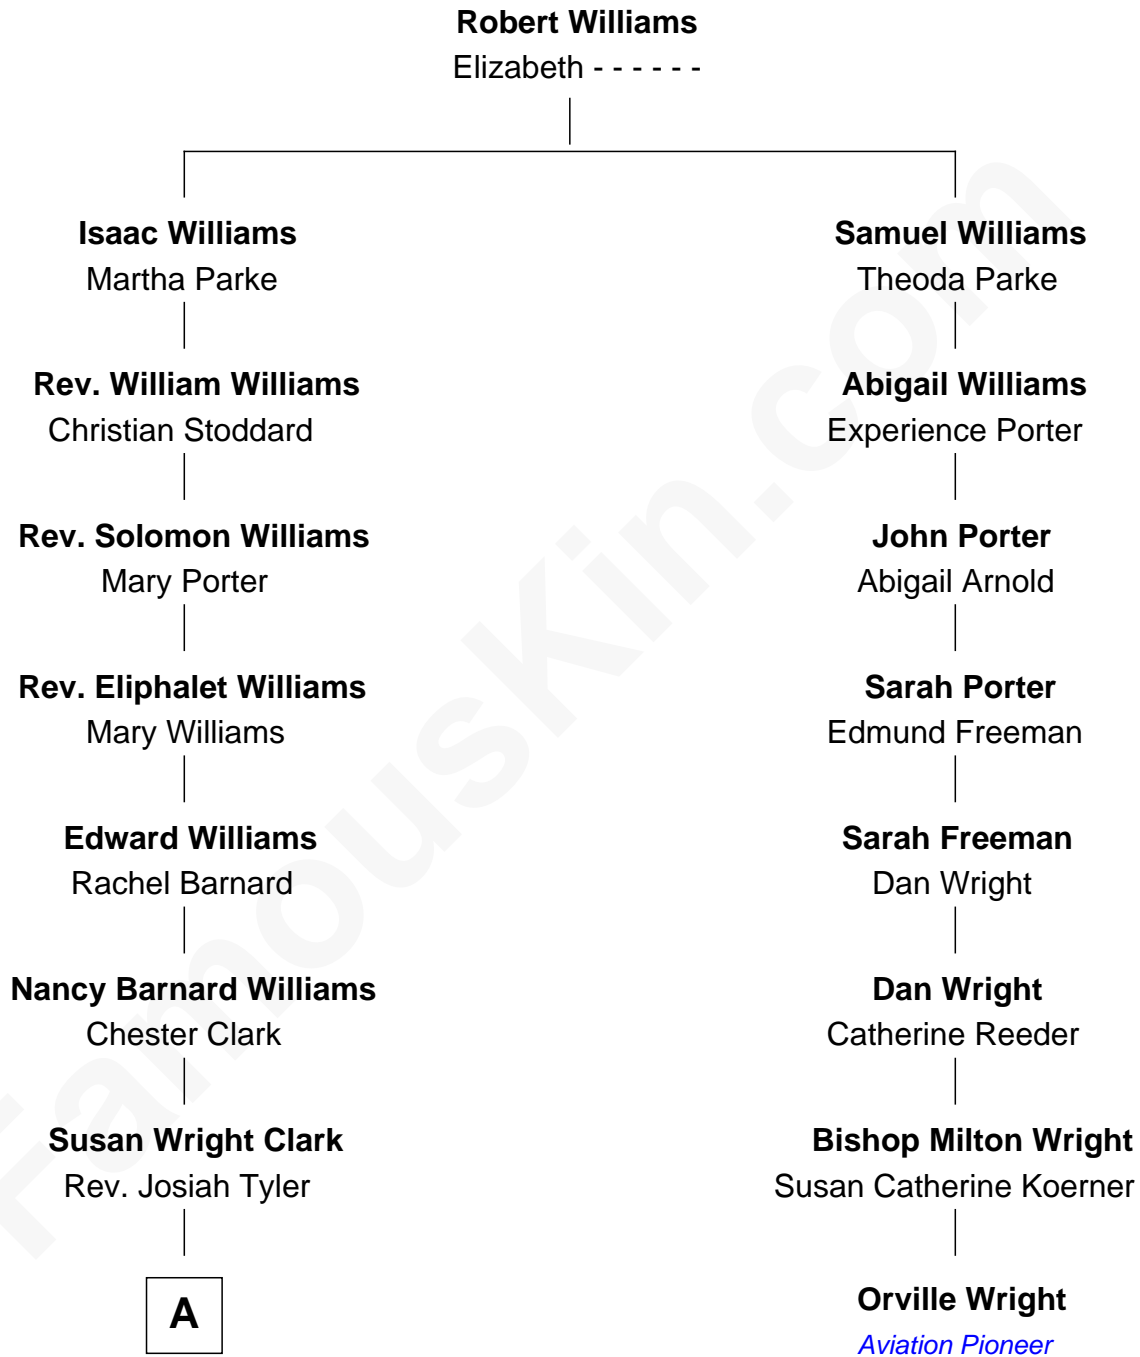 Robert Williams
Elizabeth - - - - - -
Isaac Williams
Martha Parke
Samuel Williams
Theoda Parke
Rev. William Williams
Christian Stoddard
Abigail Williams
Experience Porter
Rev. Solomon Williams
Mary Porter
John Porter
Abigail Arnold
Rev. Eliphalet Williams
Mary Williams
Sarah Porter
Edmund Freeman
Edward Williams
Rachel Barnard
Sarah Freeman
Dan Wright
Nancy Barnard Williams
Chester Clark
Dan Wright
Catherine Reeder
Susan Wright Clark
Rev. Josiah Tyler
Bishop Milton Wright
Susan Catherine Koerner
A
Orville Wright
Aviation Pioneer
FamousKin.com